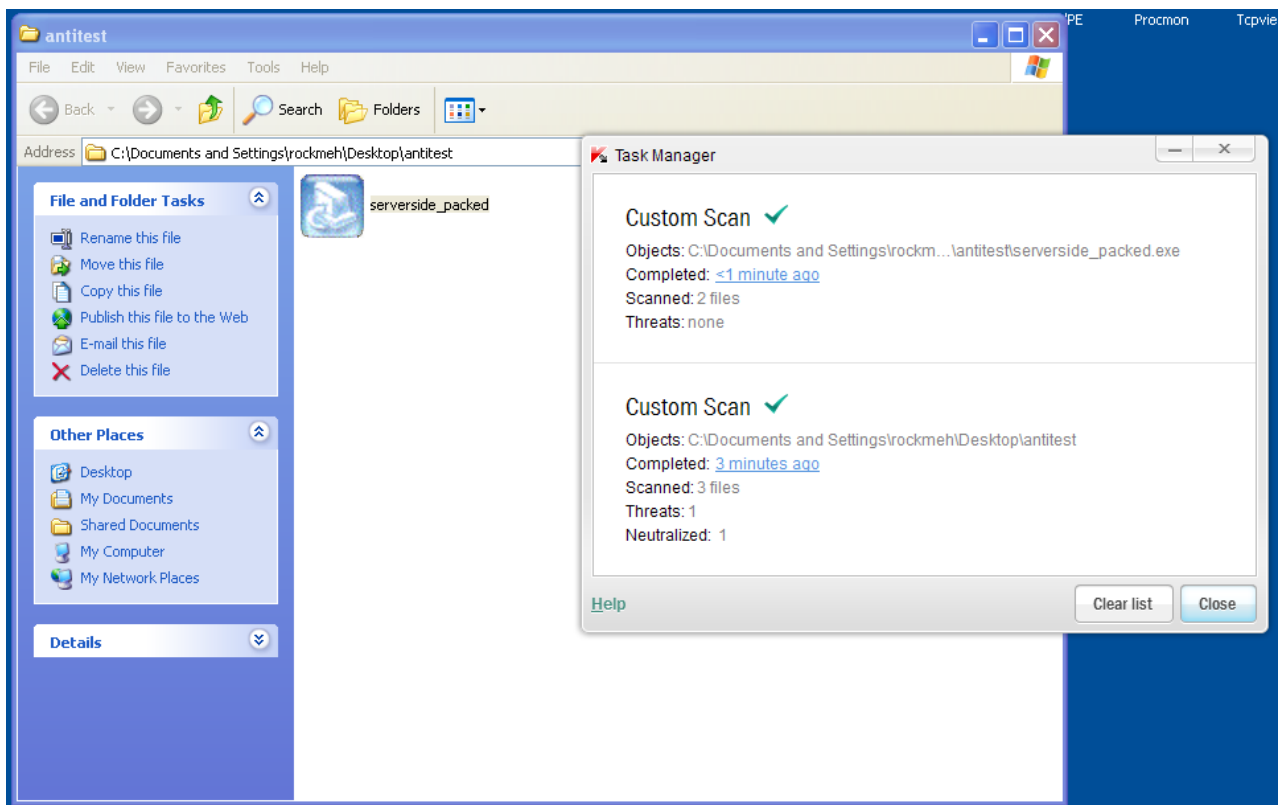 PE Procmon Tcpvie
antitest
File Edit View Favorites Tools Help
Back Search Folders
Address C:\Documents and Settings\rockmeh\Desktop\antitest
File and Folder Tasks
Rename this file
Move this file
Copy this file
Publish this file to the Web
E-mail this file
Delete this file
Other Places
Desktop
My Documents
Shared Documents
My Computer
My Network Places
Details
serverside_packed
Task Manager
Custom Scan
Objects: C:\Documents and Settings\rockm...\antitest\serverside_packed.exe
Completed: <1 minute ago
Scanned: 2 files
Threats: none
Custom Scan
Objects: C:\Documents and Settings\rockmeh\Desktop\antitest
Completed: 3 minutes ago
Scanned: 3 files
Threats: 1
Neutralized: 1
Help Clear list Close